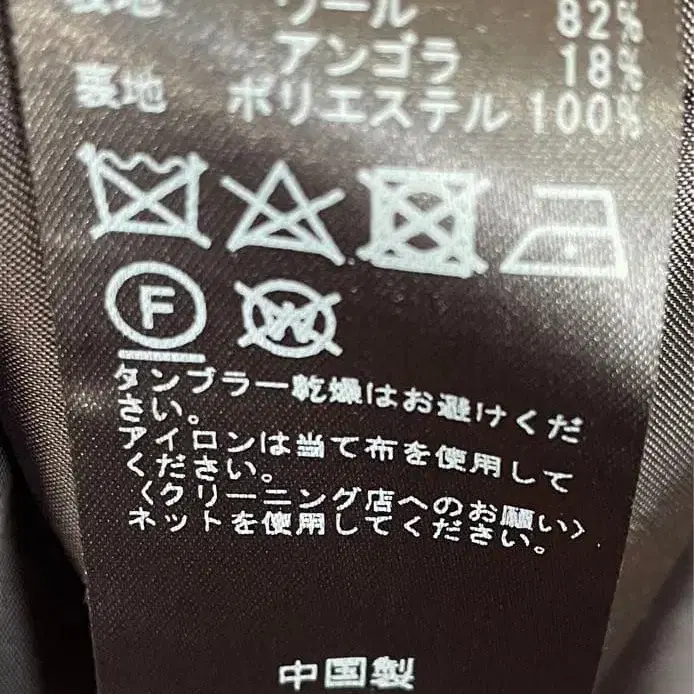 表地 ウール 82%
アンゴラ 18%
裏地 ポリエステル 100%
F W
タンブラー乾燥はお避けくだ
さい。
アイロンは当て布を使用して
ください。
〈クリーニング店へのお願い〉
ネットを使用してください。
中国製